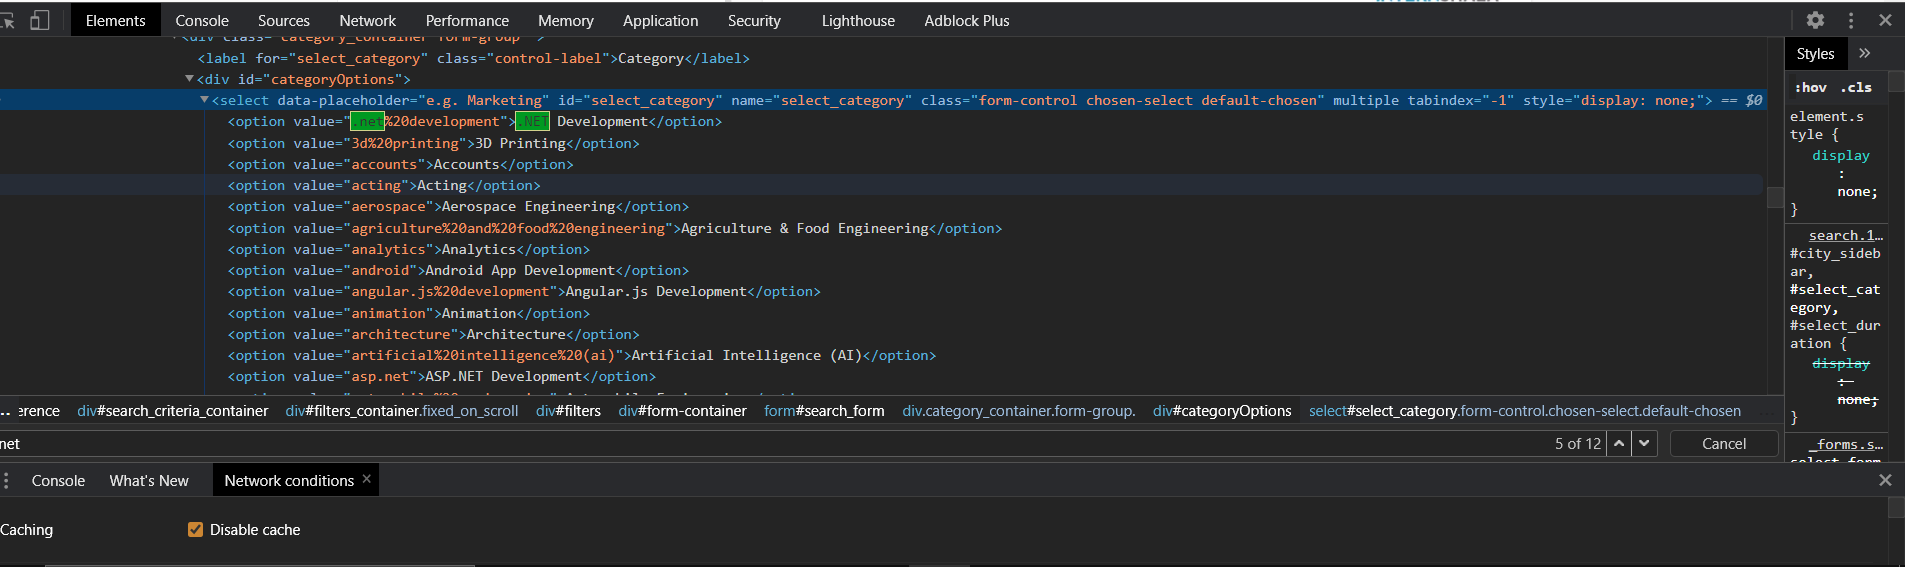 Elements Console Sources Network Performance Memory Application Security Lighthouse Adblock Plus
<div class="category_container form-group ">
<label for="select_category" class="control-label">Category</label>
▼<div id="categoryOptions">
▼<select data-placeholder="e.g. Marketing" id="select_category" name="select_category" class="form-control chosen-select default-chosen" multiple tabindex="-1" style="display: none;"> == $0
<option value=".net%20development">.NET Development</option>
<option value="3d%20printing">3D Printing</option>
<option value="accounts">Accounts</option>
<option value="acting">Acting</option>
<option value="aerospace">Aerospace Engineering</option>
<option value="agriculture%20and%20food%20engineering">Agriculture & Food Engineering</option>
<option value="analytics">Analytics</option>
<option value="android">Android App Development</option>
<option value="angular.js%20development">Angular.js Development</option>
<option value="animation">Animation</option>
<option value="architecture">Architecture</option>
<option value="artificial%20intelligence%20(ai)">Artificial Intelligence (AI)</option>
<option value="asp.net">ASP.NET Development</option>
… erence div#search_criteria_container div#filters_container.fixed_on_scroll div#filters div#form-container form#search_form div.category_container.form-group. div#categoryOptions select#select_category.form-control.chosen-select.default-chosen
net 5 of 12 Cancel
Console What's New Network conditions ×
Caching Disable cache
Styles »
:hov .cls
element.s
tyle {
display
:
none;
}
search.1…
#city_sideb
ar,
#select_cat
egory,
#select_dur
ation {
display
:
none;
}
_forms.s…
select.form